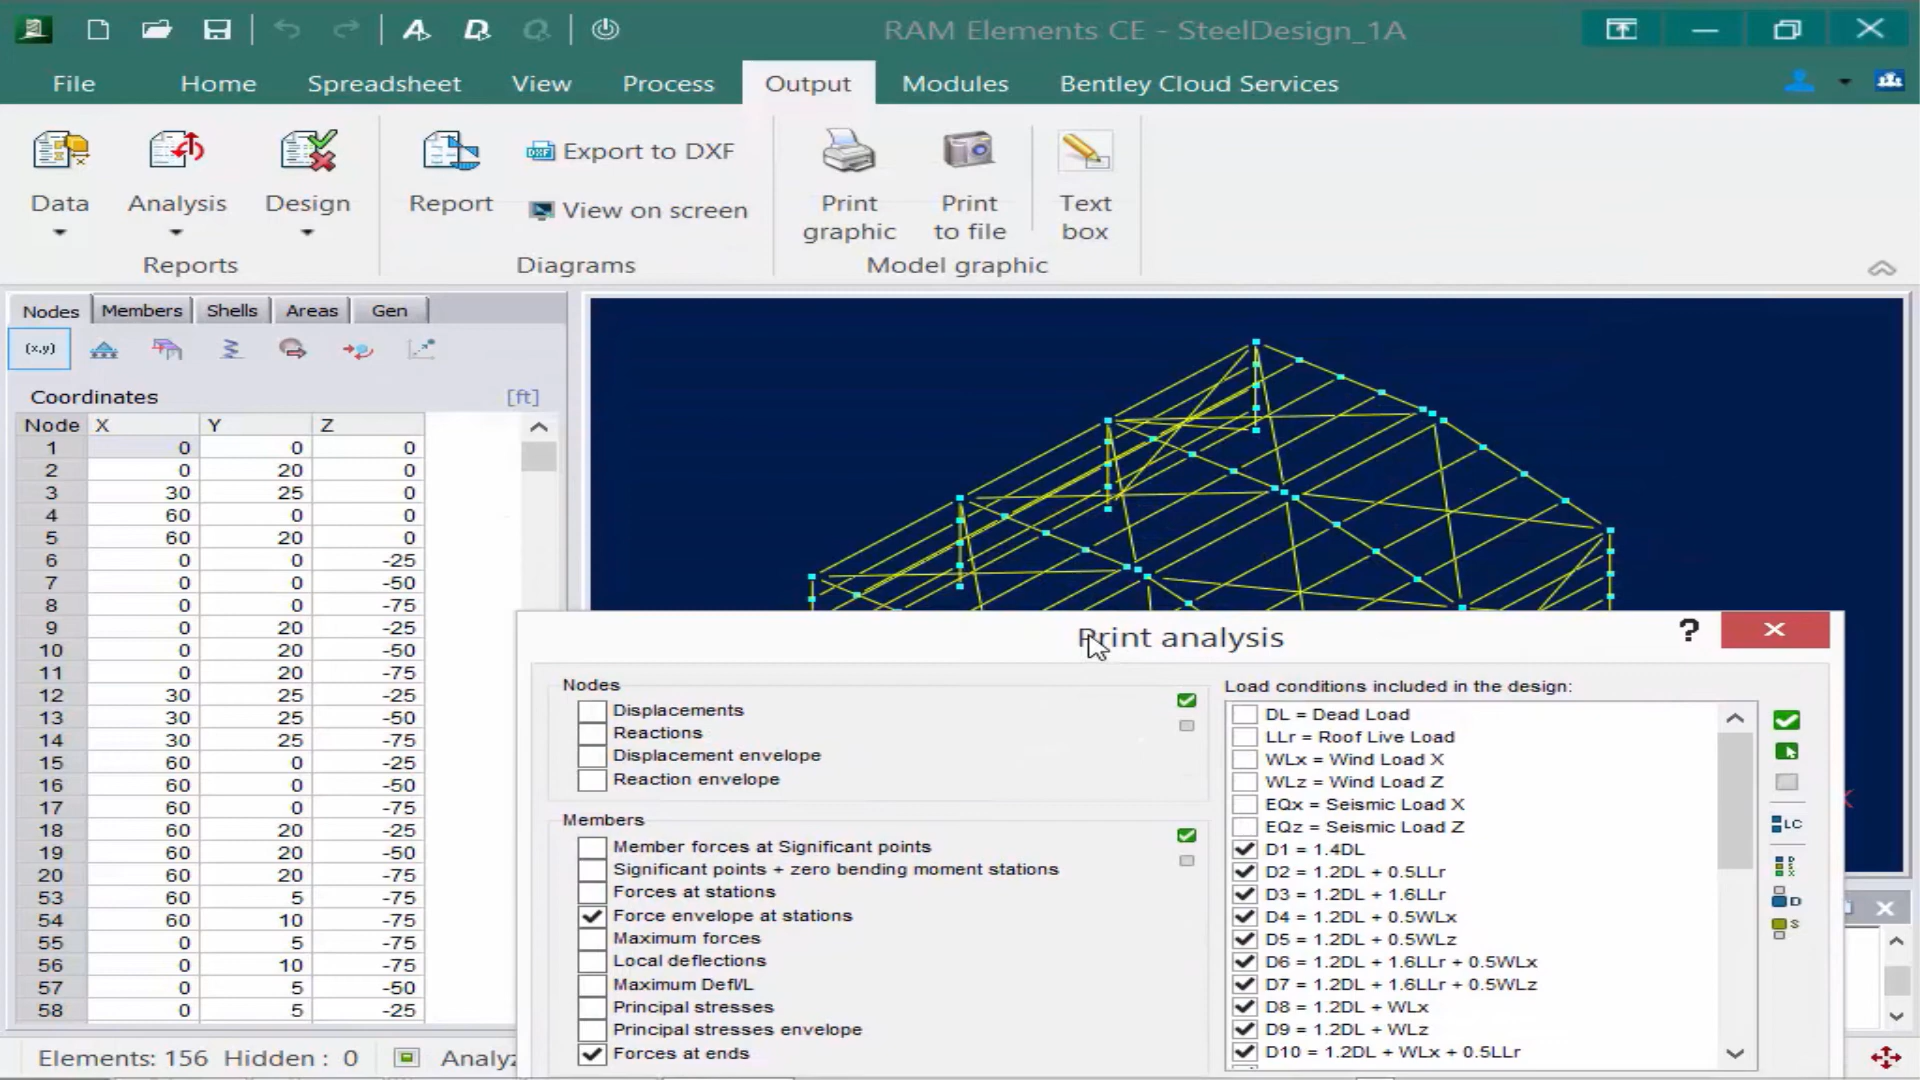 RAM Elements CE - SteelDesign_1A
File Home Spreadsheet View Process Output Modules Bentley Cloud Services
Data Analysis Design Report Export to DXF View on screen Print graphic Print to file Text box
Reports Diagrams Model graphic
Nodes Members Shells Areas Gen
(x,y)
Coordinates [ft]
Node X Y Z
1 0 0 0
2 0 20 0
3 30 25 0
4 60 0 0
5 60 20 0
6 0 0 -25
7 0 0 -50
8 0 0 -75
9 0 20 -25
10 0 20 -50
11 0 20 -75
12 30 25 -25
13 30 25 -50
14 30 25 -75
15 60 0 -25
16 60 0 -50
17 60 0 -75
18 60 20 -25
19 60 20 -50
20 60 20 -75
53 60 5 -75
54 60 10 -75
55 0 5 -75
56 0 10 -75
57 0 5 -50
58 0 5 -25
Elements: 156 Hidden : 0
X
Print analysis ?
Nodes
Displacements
Reactions
Displacement envelope
Reaction envelope
Members
Member forces at Significant points
Significant points + zero bending moment stations
Forces at stations
Force envelope at stations
Maximum forces
Local deflections
Maximum Defl/L
Principal stresses
Principal stresses envelope
Forces at ends
Load conditions included in the design:
DL = Dead Load
LLr = Roof Live Load
WLx = Wind Load X
WLz = Wind Load Z
EQx = Seismic Load X
EQz = Seismic Load Z
D1 = 1.4DL
D2 = 1.2DL + 0.5LLr
D3 = 1.2DL + 1.6LLr
D4 = 1.2DL + 0.5WLx
D5 = 1.2DL + 0.5WLz
D6 = 1.2DL + 1.6LLr + 0.5WLx
D7 = 1.2DL + 1.6LLr + 0.5WLz
D8 = 1.2DL + WLx
D9 = 1.2DL + WLz
D10 = 1.2DL + WLx + 0.5LLr
LC
D
S